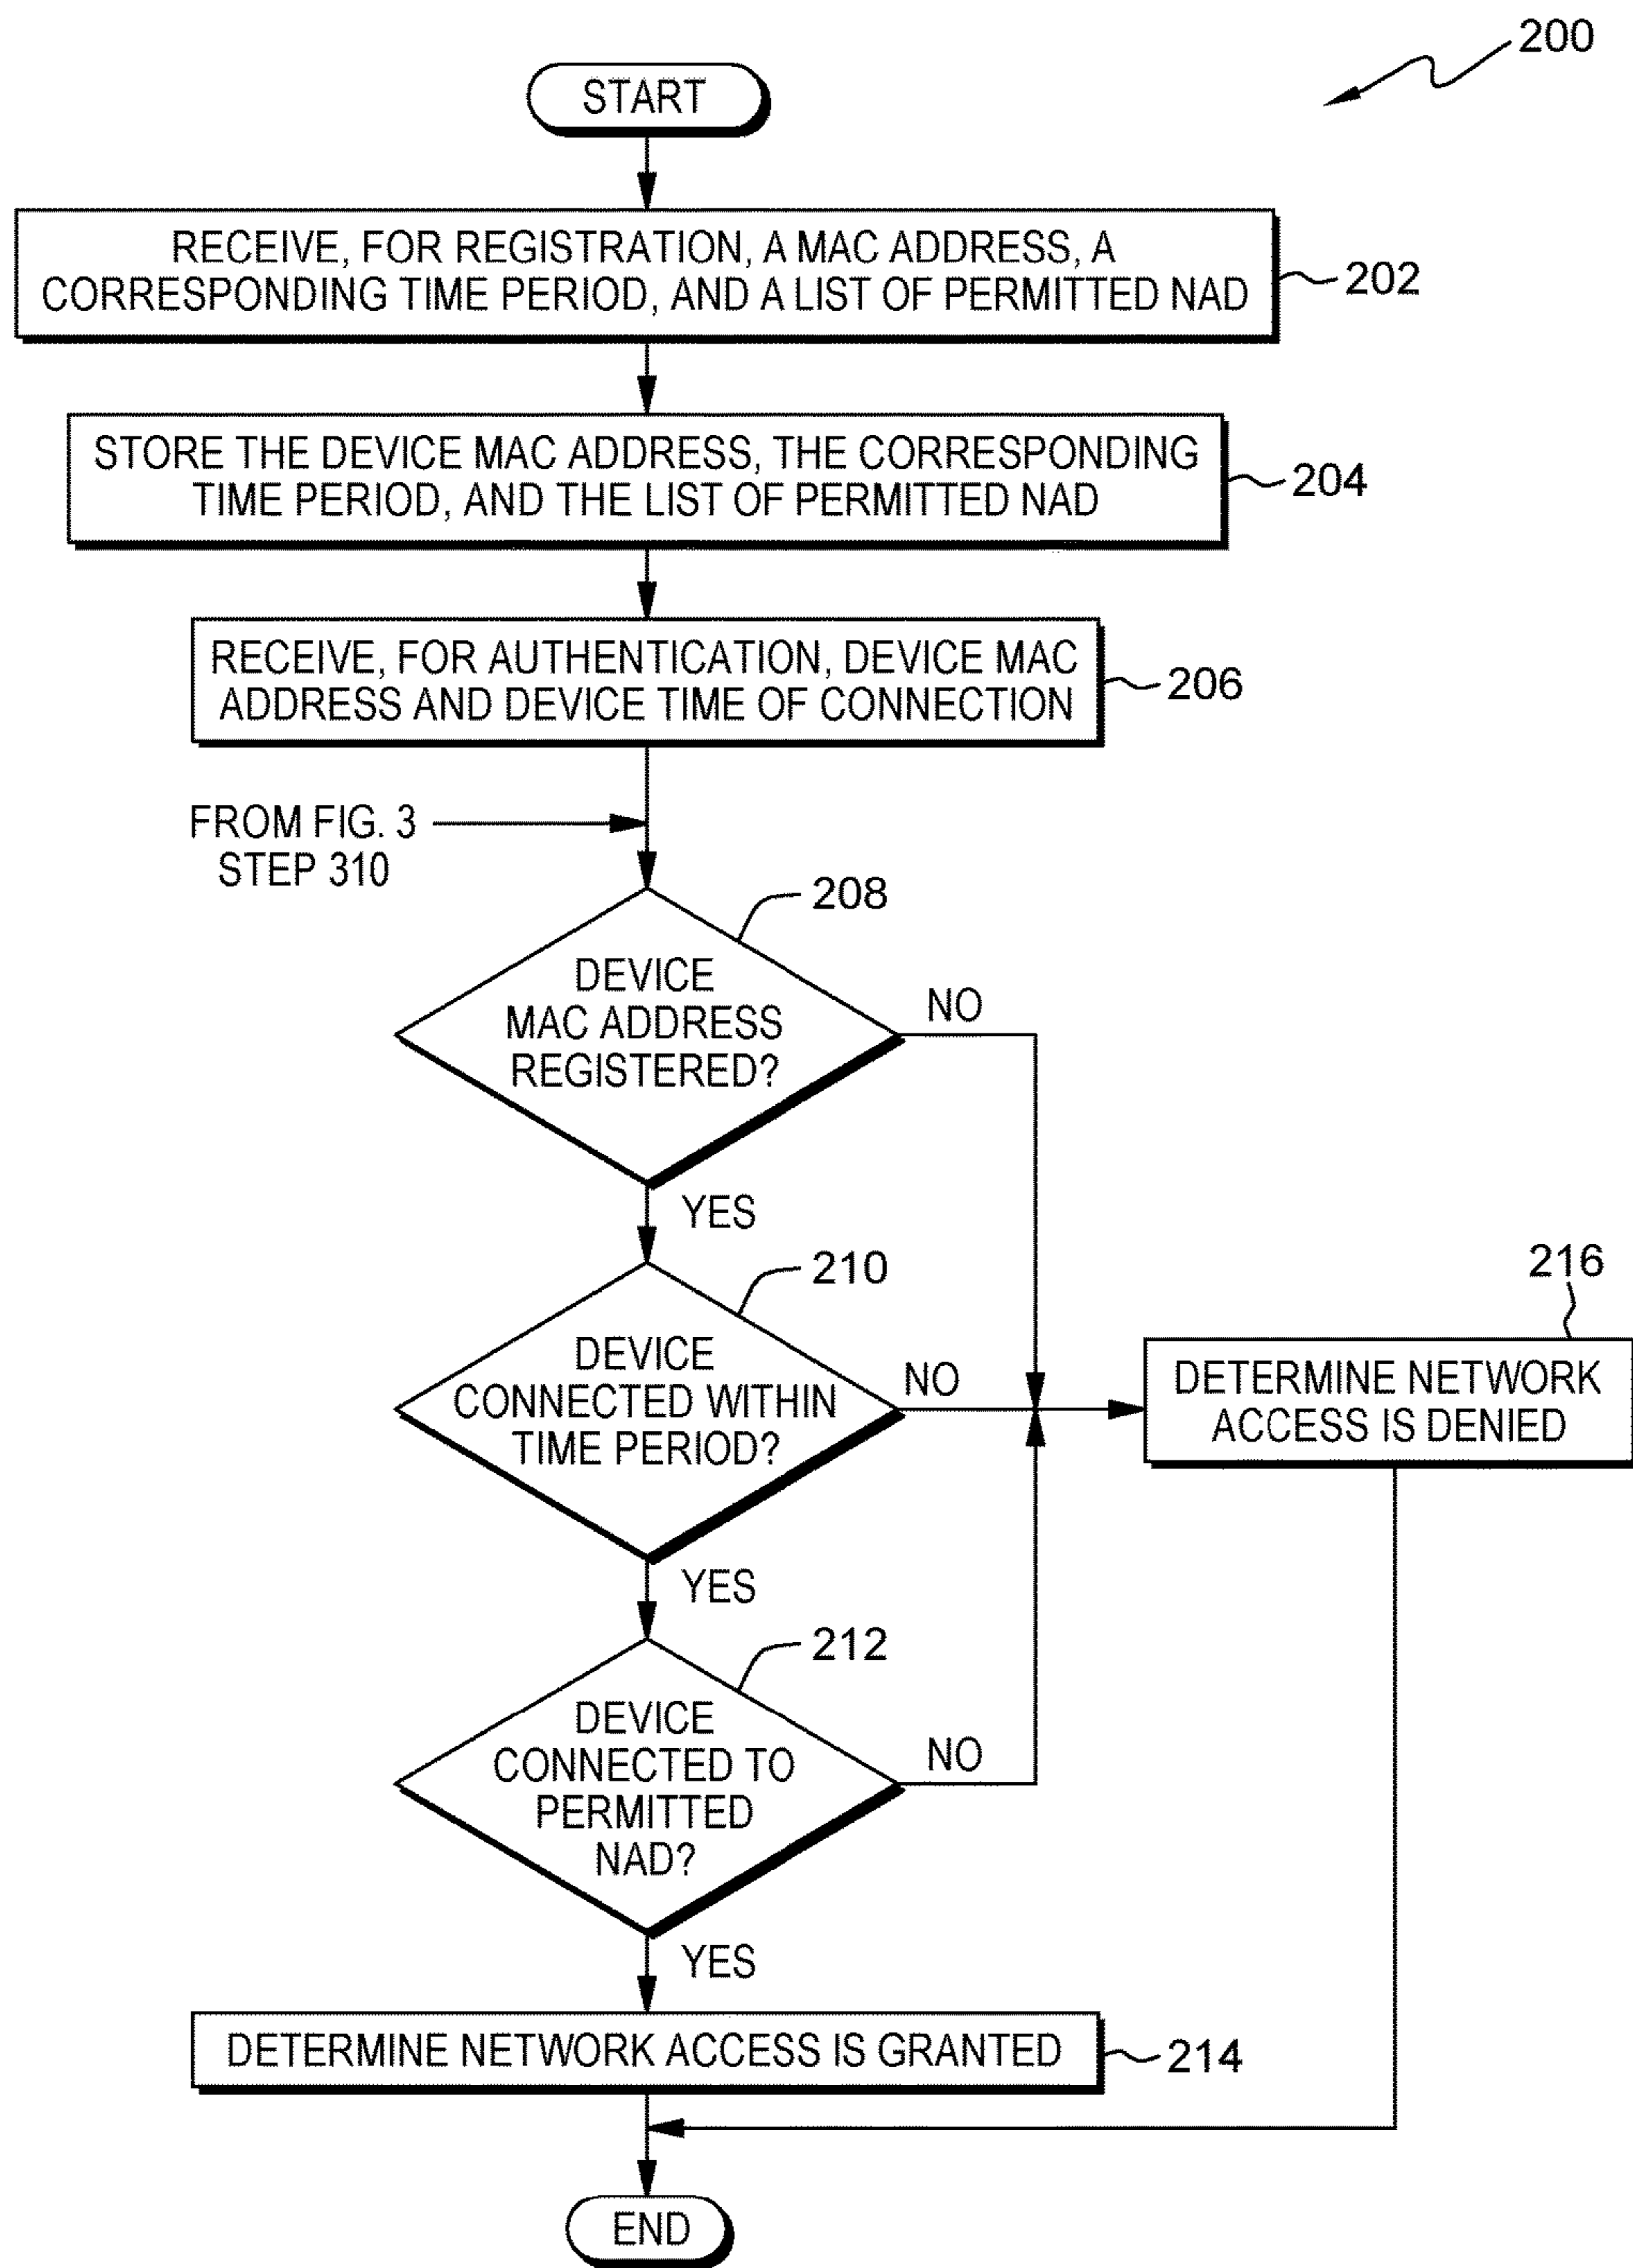 200
START
RECEIVE, FOR REGISTRATION, A MAC ADDRESS, A
CORRESPONDING TIME PERIOD, AND A LIST OF PERMITTED NAD
202
STORE THE DEVICE MAC ADDRESS, THE CORRESPONDING
TIME PERIOD, AND THE LIST OF PERMITTED NAD
204
RECEIVE, FOR AUTHENTICATION, DEVICE MAC
ADDRESS AND DEVICE TIME OF CONNECTION
206
FROM FIG. 3
STEP 310
208
DEVICE
MAC ADDRESS
REGISTERED?
NO
YES
210
DEVICE
CONNECTED WITHIN
TIME PERIOD?
NO
216
DETERMINE NETWORK
ACCESS IS DENIED
YES
212
DEVICE
CONNECTED TO
PERMITTED
NAD?
NO
YES
DETERMINE NETWORK ACCESS IS GRANTED
214
END